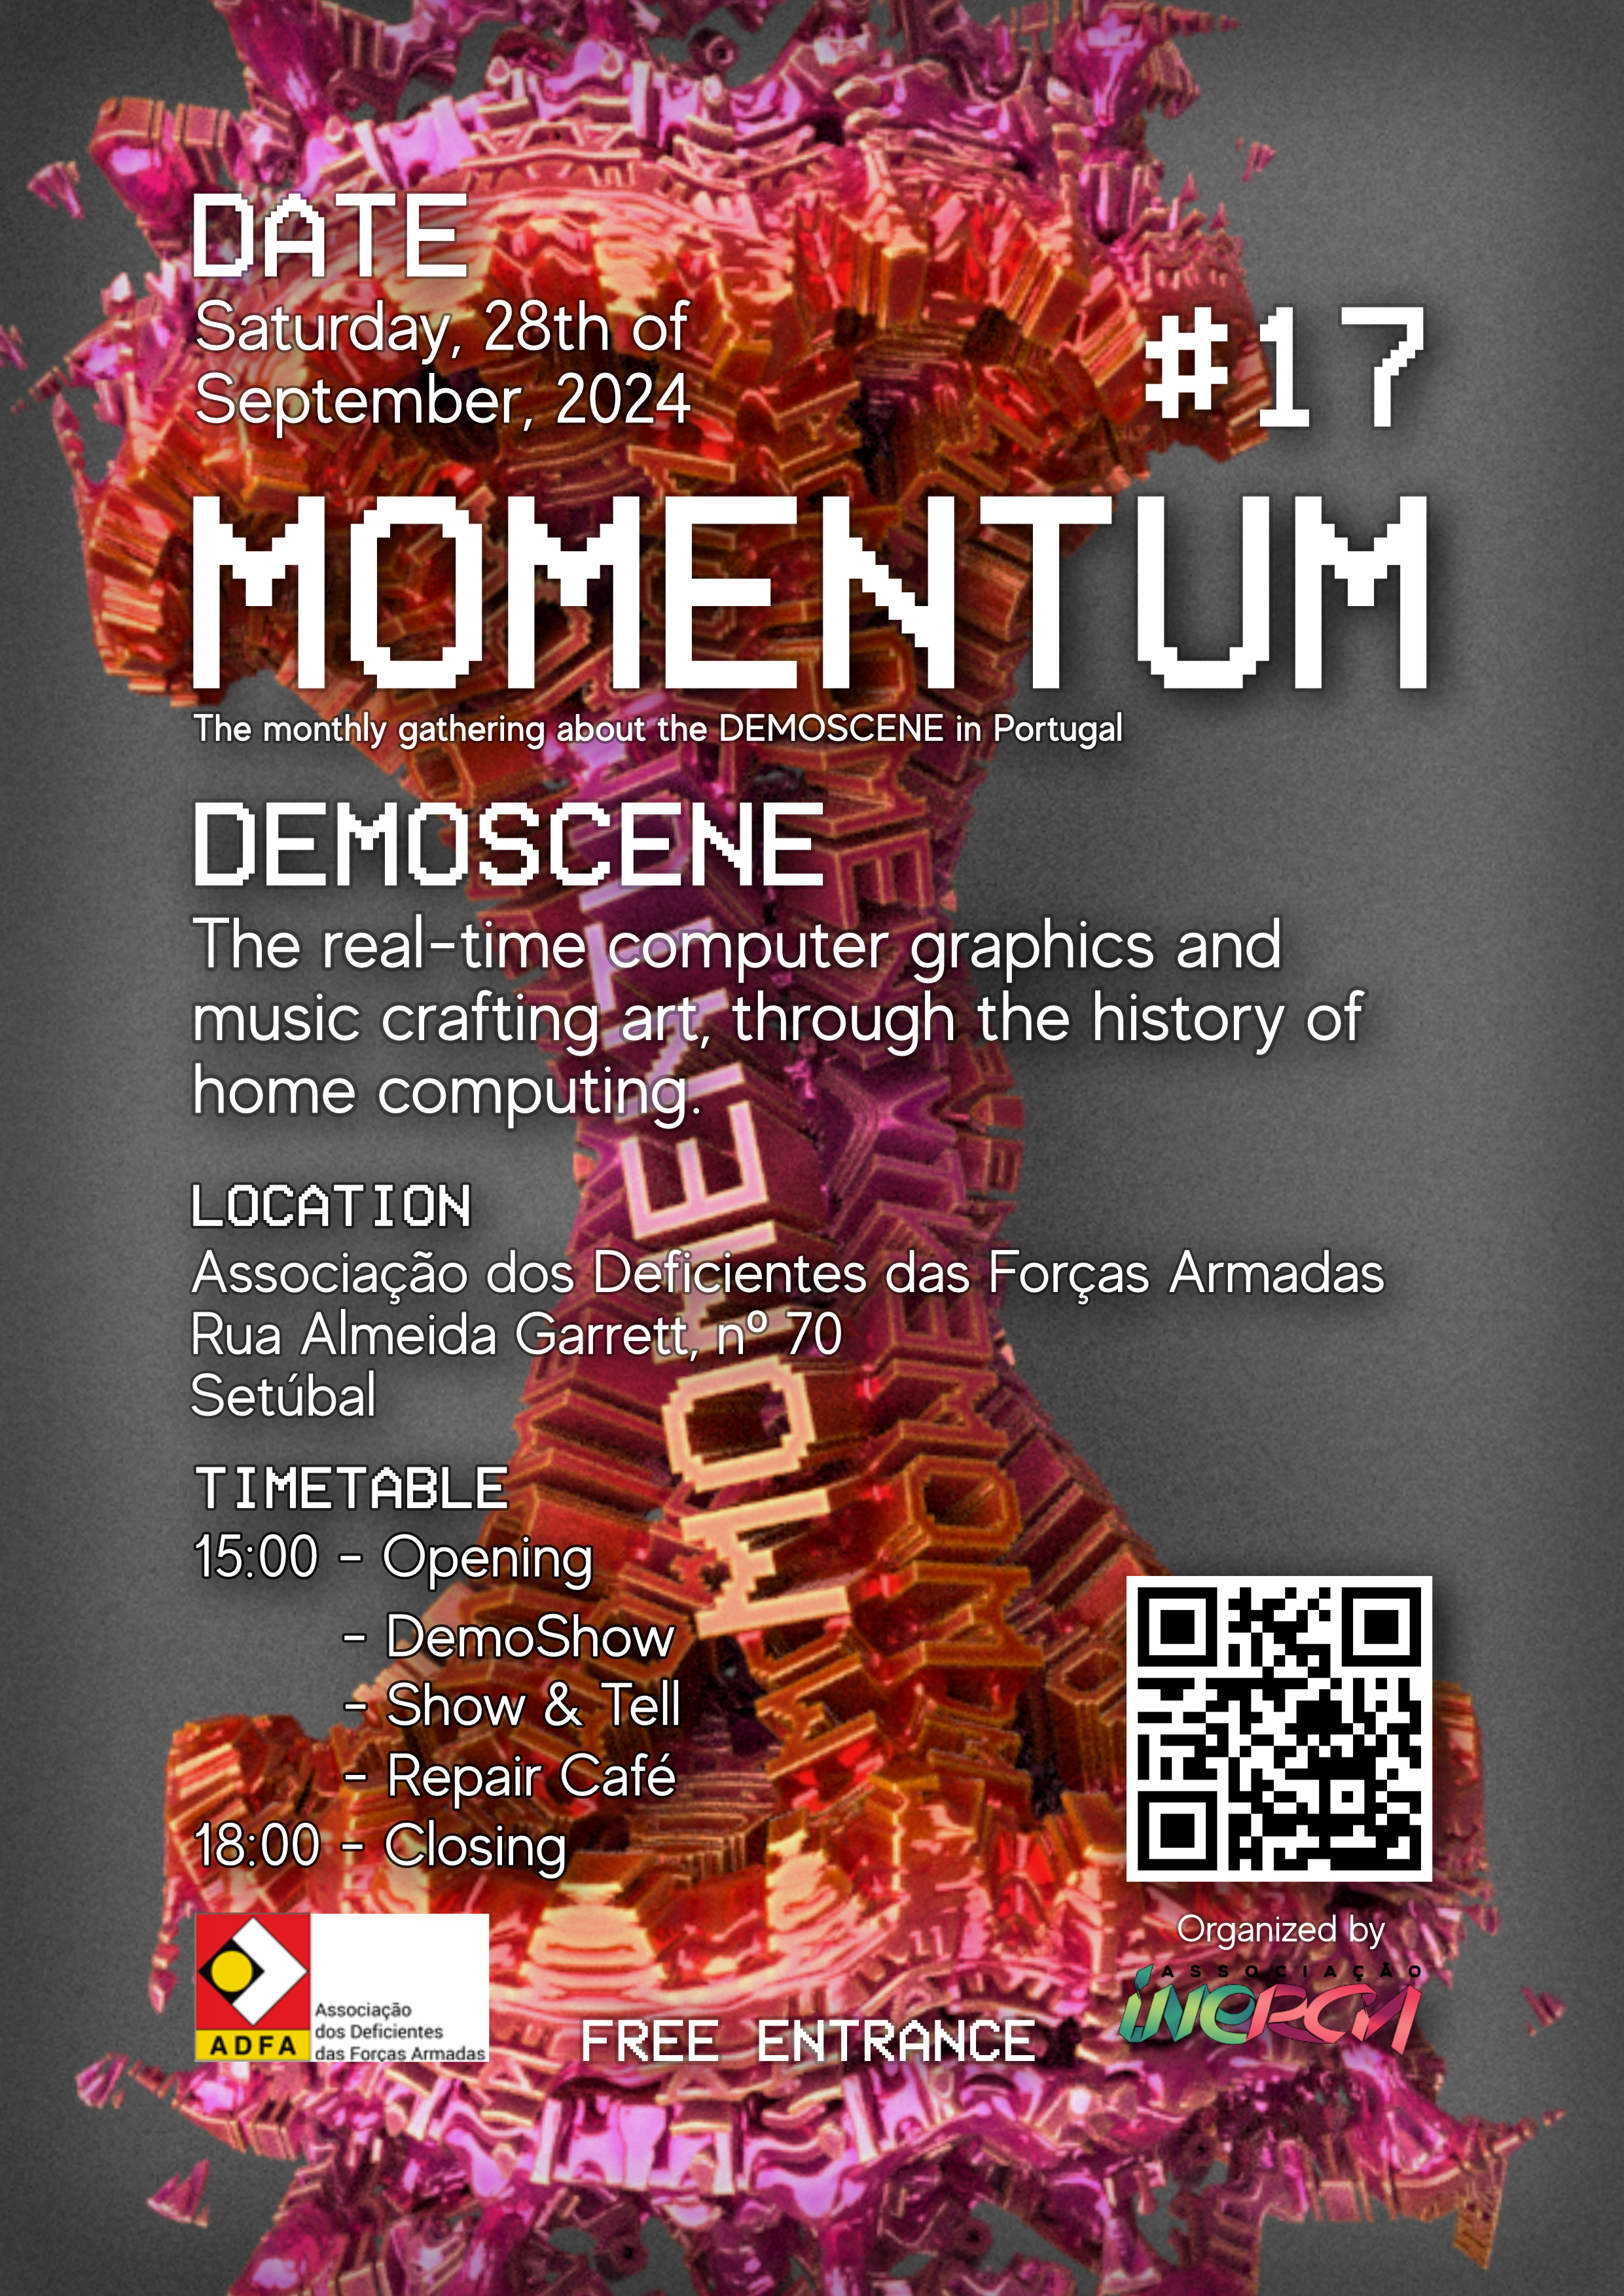 DATE
Saturday, 28th of
September, 2024
#17
MOMENTUM
The monthly gathering about the DEMOSCENE in Portugal
DEMOSCENE
The real-time computer graphics and
music crafting art, through the history of
home computing.
LOCATION
Associação dos Deficientes das Forças Armadas
Rua Almeida Garrett, nº 70
Setúbal
TIMETABLE
15:00 - Opening
- DemoShow
- Show & Tell
- Repair Café
18:00 - Closing
MOMENTUM
ADFA
Associação
dos Deficientes
das Forças Armadas
FREE ENTRANCE
Organized by
ASSOCIAÇÃO
INERCIA